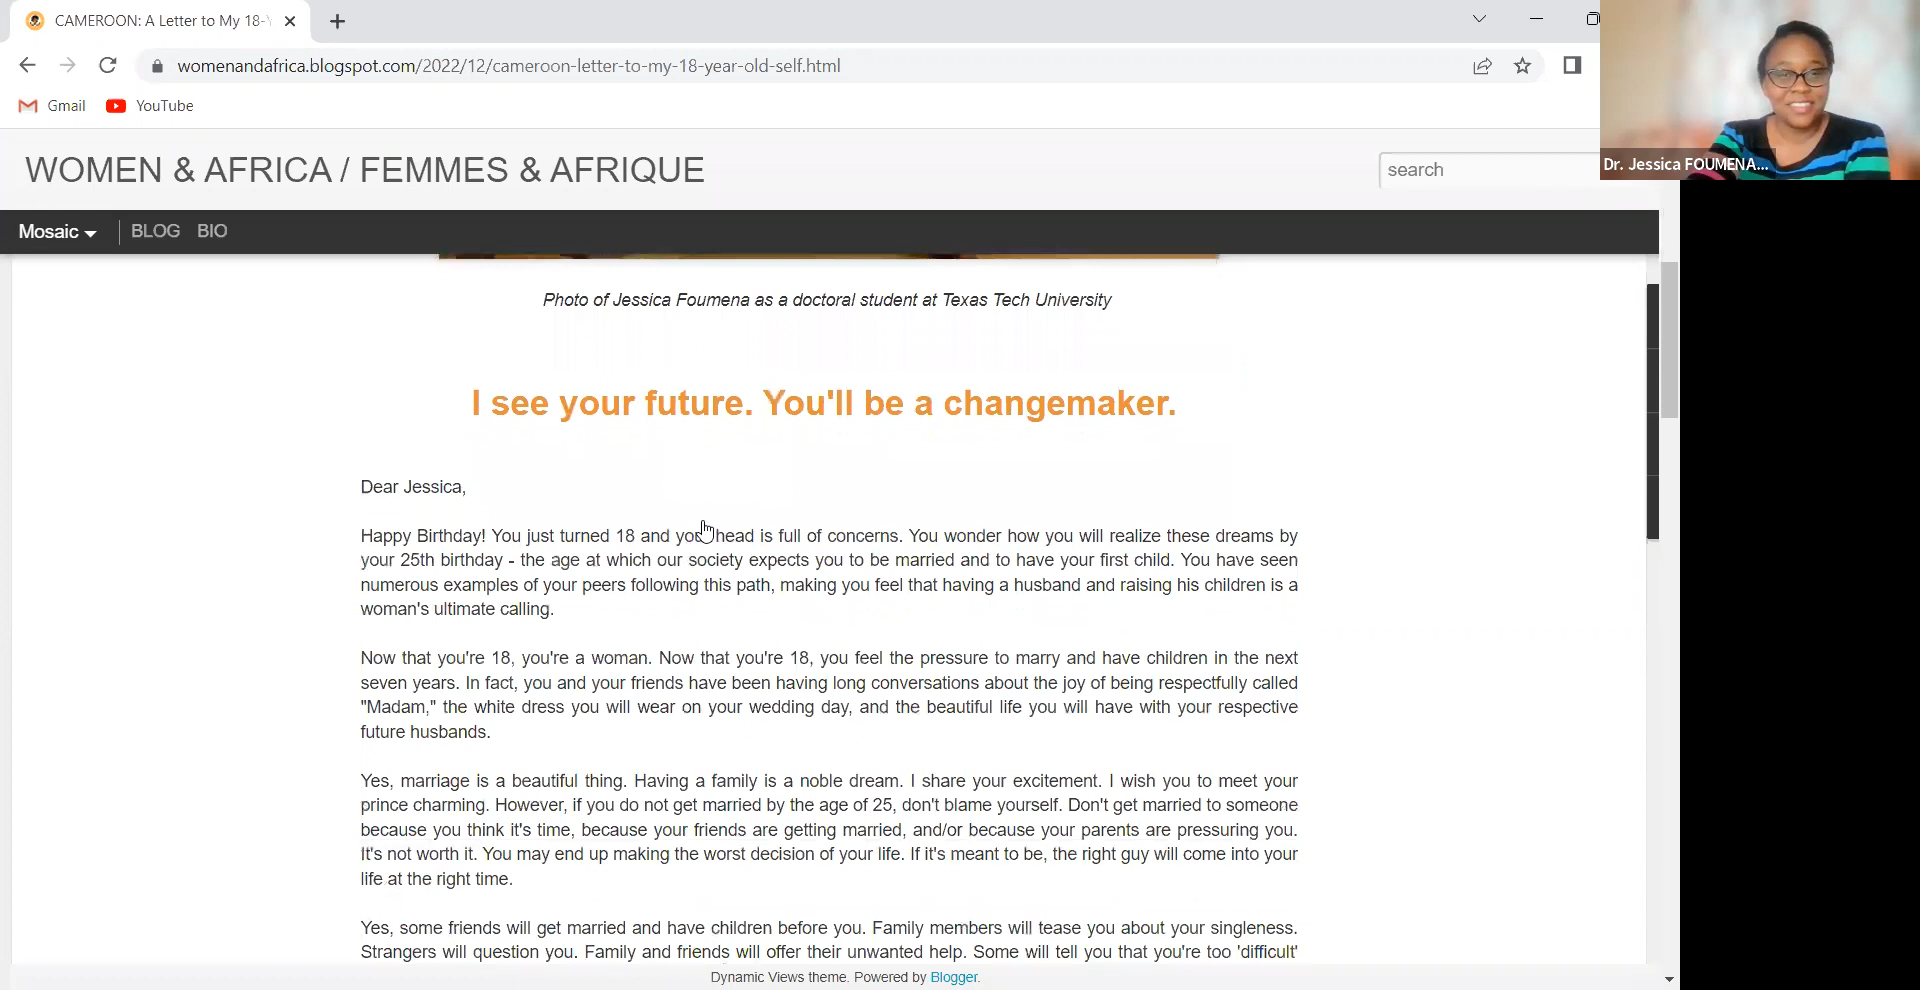 CAMEROON: A Letter to My 18-
womenandafrica.blogspot.com/2022/12/cameroon-letter-to-my-18-year-old-self.html
Gmail YouTube
WOMEN & AFRICA / FEMMES & AFRIQUE
search
Dr. Jessica FOUMENA...
Mosaic BLOG BIO
Photo of Jessica Foumena as a doctoral student at Texas Tech University
I see your future. You'll be a changemaker.
Dear Jessica,
Happy Birthday! You just turned 18 and your head is full of concerns. You wonder how you will realize these dreams by
your 25th birthday - the age at which our society expects you to be married and to have your first child. You have seen
numerous examples of your peers following this path, making you feel that having a husband and raising his children is a
woman's ultimate calling.
Now that you're 18, you're a woman. Now that you're 18, you feel the pressure to marry and have children in the next
seven years. In fact, you and your friends have been having long conversations about the joy of being respectfully called
"Madam," the white dress you will wear on your wedding day, and the beautiful life you will have with your respective
future husbands.
Yes, marriage is a beautiful thing. Having a family is a noble dream. I share your excitement. I wish you to meet your
prince charming. However, if you do not get married by the age of 25, don't blame yourself. Don't get married to someone
because you think it's time, because your friends are getting married, and/or because your parents are pressuring you.
It's not worth it. You may end up making the worst decision of your life. If it's meant to be, the right guy will come into your
life at the right time.
Yes, some friends will get married and have children before you. Family members will tease you about your singleness.
Strangers will question you. Family and friends will offer their unwanted help. Some will tell you that you're too 'difficult'
Dynamic Views theme. Powered by Blogger.